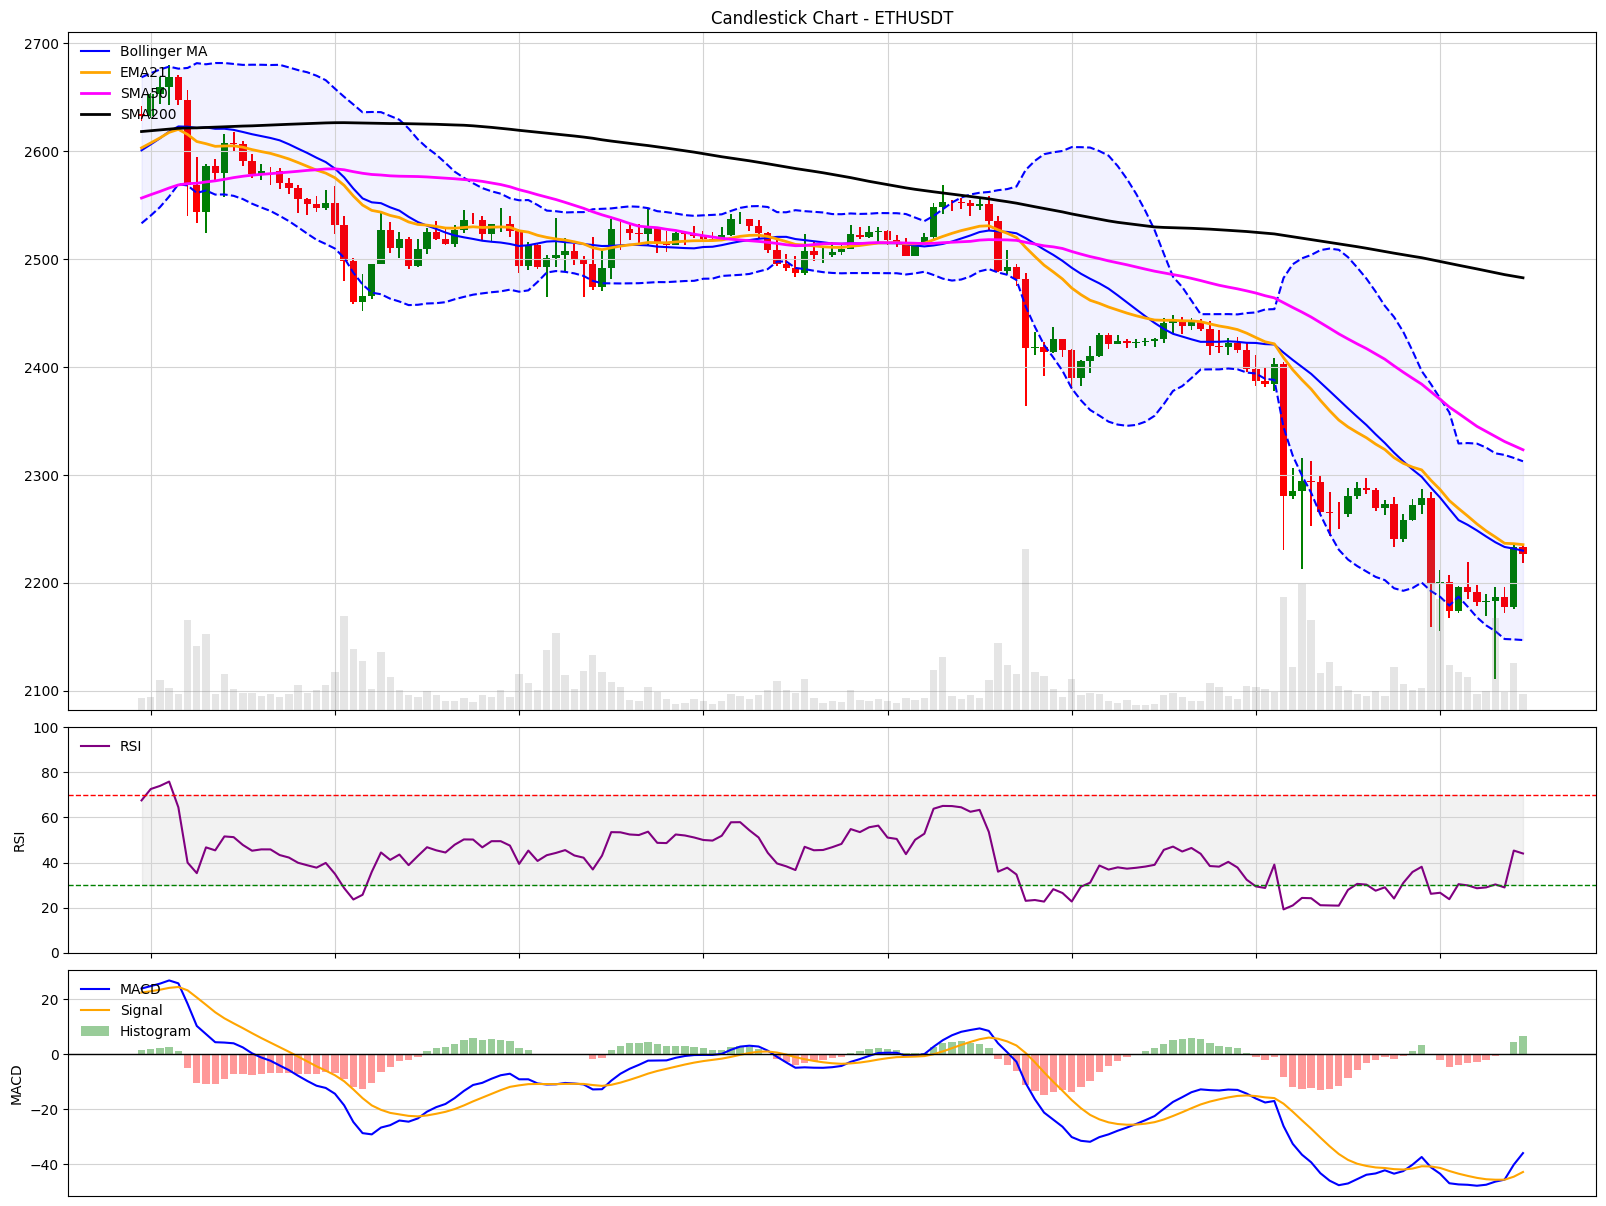 Candlestick Chart - ETHUSDT
Bollinger MA
EMA21
SMA50
SMA200
2700
2600
2500
2400
2300
2200
2100
RSI
100
80
60
40
20
0
RSI
MACD
Signal
Histogram
20
0
−20
−40
MACD